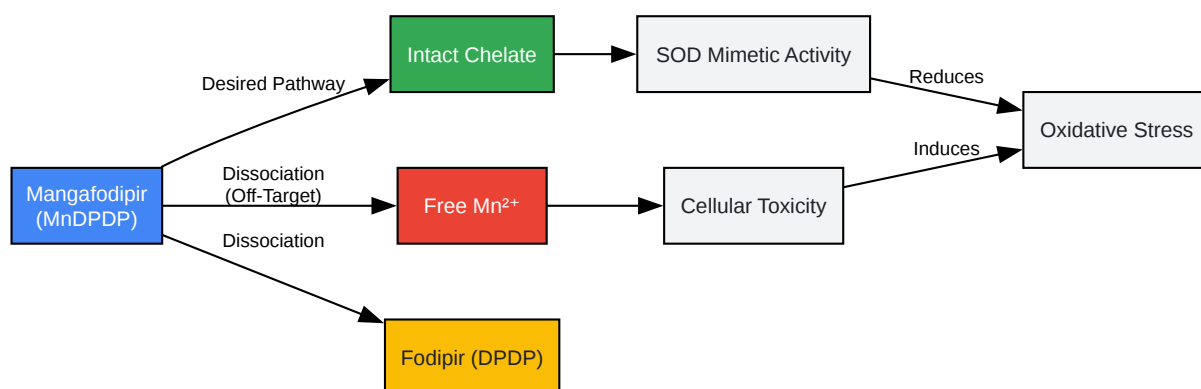 Intact Chelate
SOD Mimetic Activity
Desired Pathway
Reduces
Oxidative Stress
Mangafodipir
(MnDPDP)
Dissociation
(Off-Target)
Free Mn²⁺
Cellular Toxicity
Induces
Dissociation
Fodipir (DPDP)